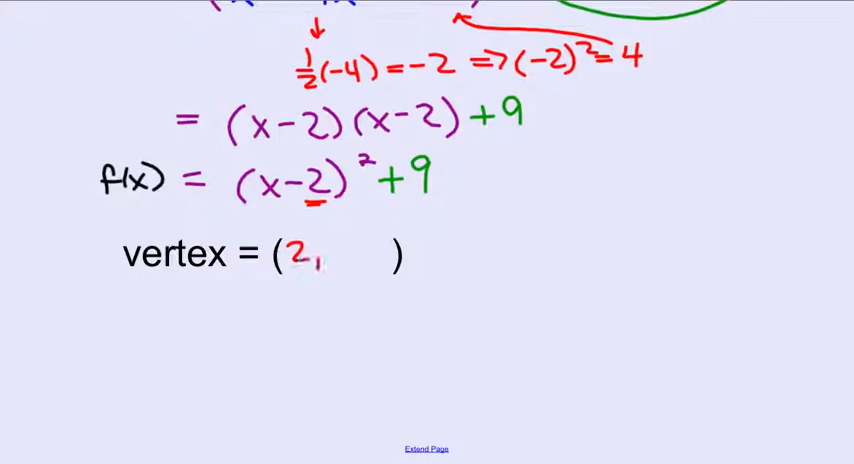 ½(-4) = -2 => (-2)² = 4
= (x-2)(x-2) + 9
f(x) = (x-2)² + 9
vertex = (2, )
Extend Page